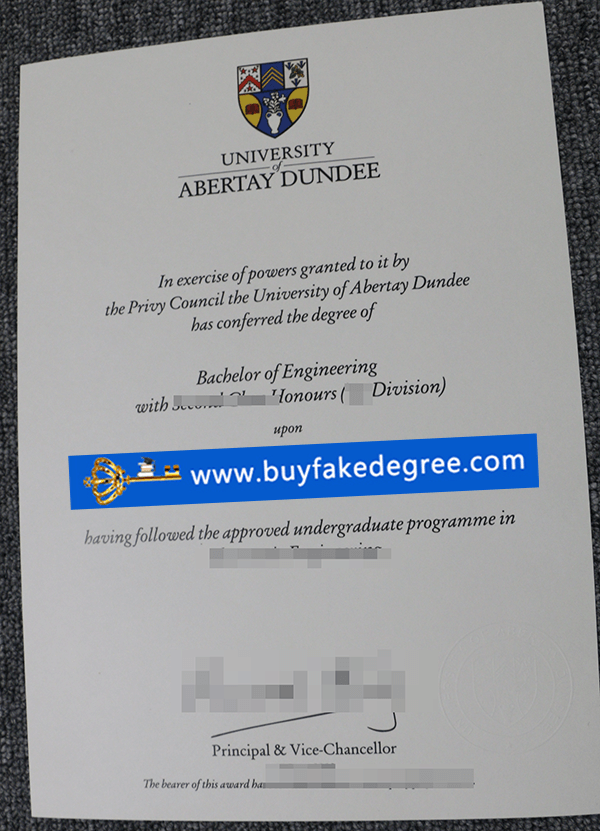 UNIVERSITY
of
ABERTAY DUNDEE
In exercise of powers granted to it by
the Privy Council the University of Abertay Dundee
has conferred the degree of
Bachelor of Engineering
with Honours ( Division)
upon
www.buyfakedegree.com
having followed the approved undergraduate programme in
Principal & Vice-Chancellor
The bearer of this award